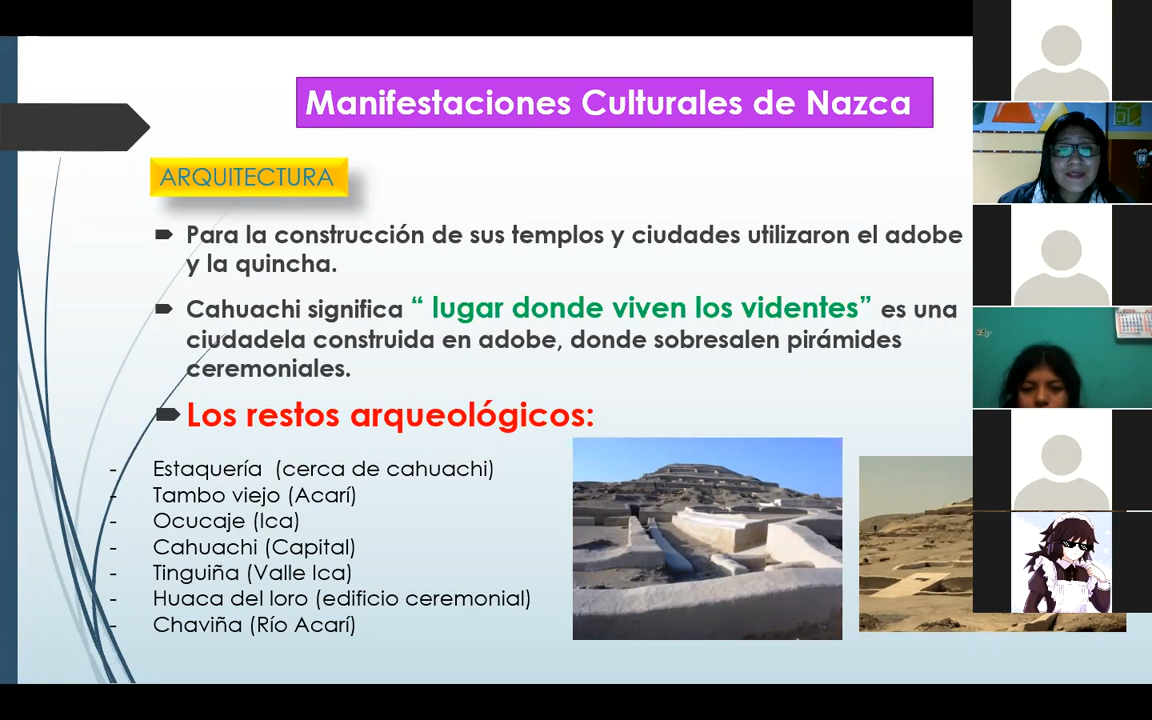 Manifestaciones Culturales de Nazca
ARQUITECTURA
Para la construcción de sus templos y ciudades utilizaron el adobe
y la quincha.
Cahuachi significa “ lugar donde viven los videntes” es una
ciudadela construida en adobe, donde sobresalen pirámides
ceremoniales.
Los restos arqueológicos:
- Estaquería (cerca de cahuachi)
- Tambo viejo (Acarí)
- Ocucaje (Ica)
- Cahuachi (Capital)
- Tinguiña (Valle Ica)
- Huaca del loro (edificio ceremonial)
- Chaviña (Río Acarí)